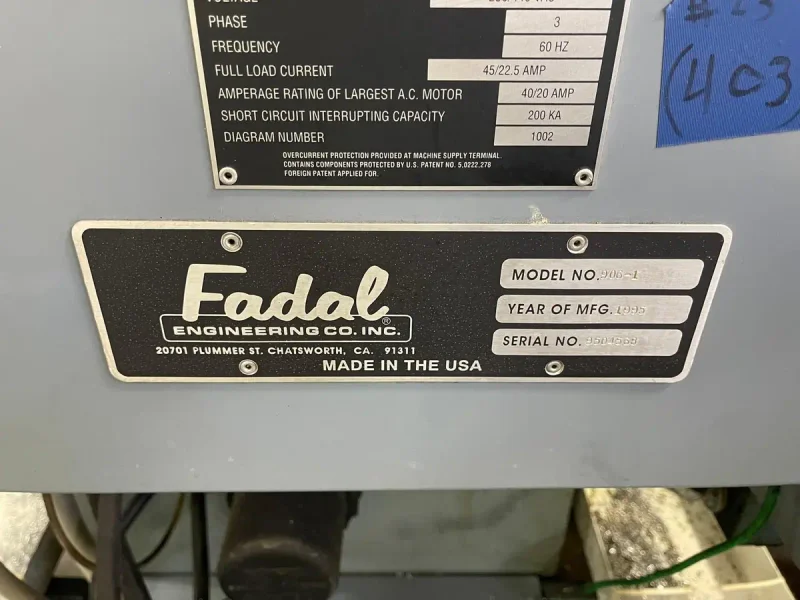 PHASE 3
FREQUENCY 60 HZ
FULL LOAD CURRENT 45/22.5 AMP
AMPERAGE RATING OF LARGEST A.C. MOTOR 40/20 AMP
SHORT CIRCUIT INTERRUPTING CAPACITY 200 KA
DIAGRAM NUMBER 1002
OVERCURRENT PROTECTION PROVIDED AT MACHINE SUPPLY TERMINAL.
CONTAINS COMPONENTS PROTECTED BY U.S. PATENT NO. 5,0222,278
FOREIGN PATENT APPLIED FOR.
(403)
Fadal®
ENGINEERING CO. INC.
20701 PLUMMER ST. CHATSWORTH, CA. 91311
MADE IN THE USA
MODEL NO. 906-1
YEAR OF MFG. 1995
SERIAL NO.